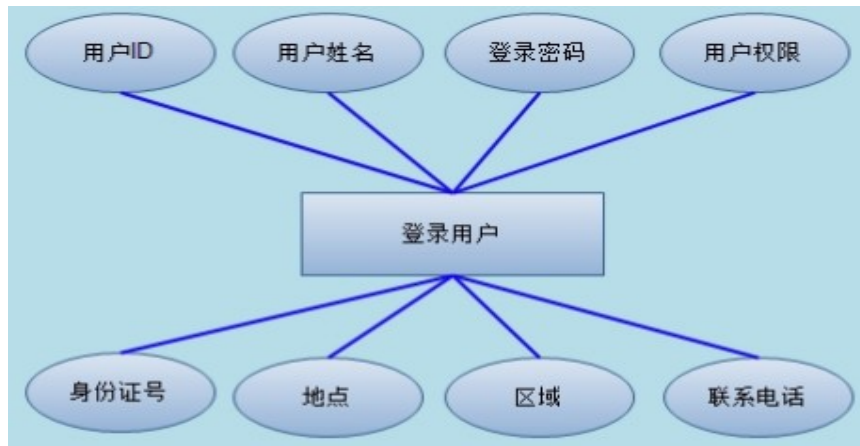 用户ID
用户姓名
登录密码
用户权限
登录用户
身份证号
地点
区域
联系电话